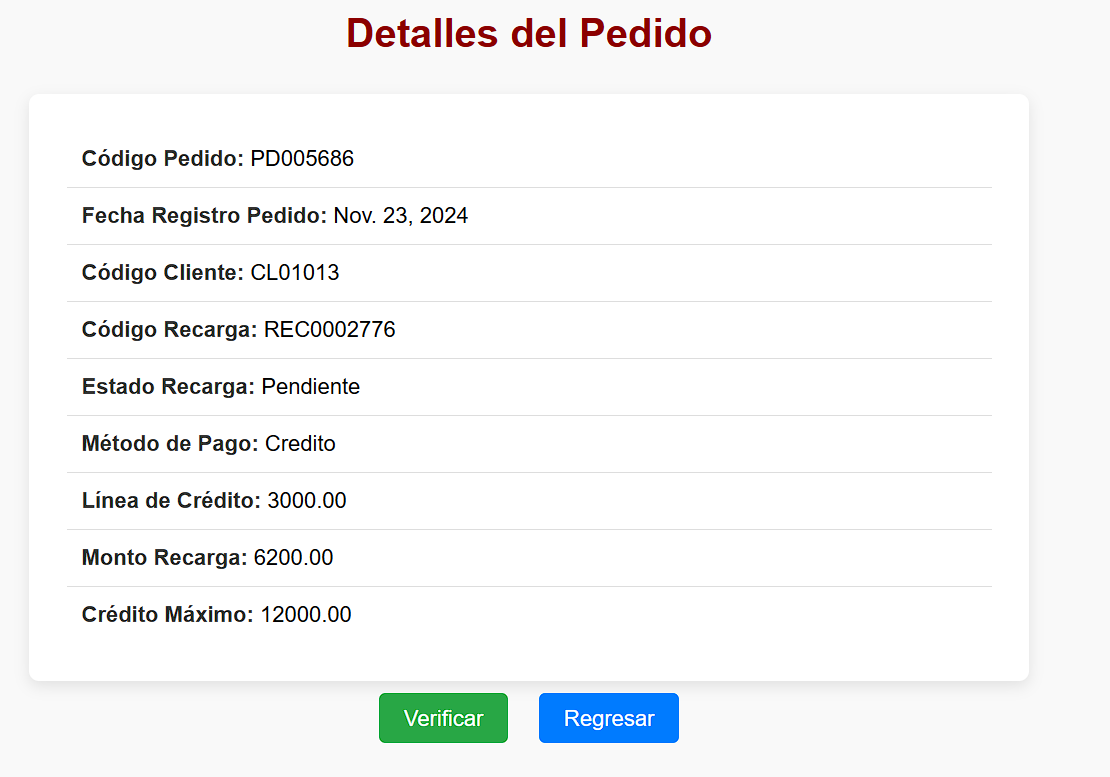 Detalles del Pedido
Código Pedido: PD005686
Fecha Registro Pedido: Nov. 23, 2024
Código Cliente: CL01013
Código Recarga: REC0002776
Estado Recarga: Pendiente
Método de Pago: Credito
Línea de Crédito: 3000.00
Monto Recarga: 6200.00
Crédito Máximo: 12000.00
Verificar
Regresar